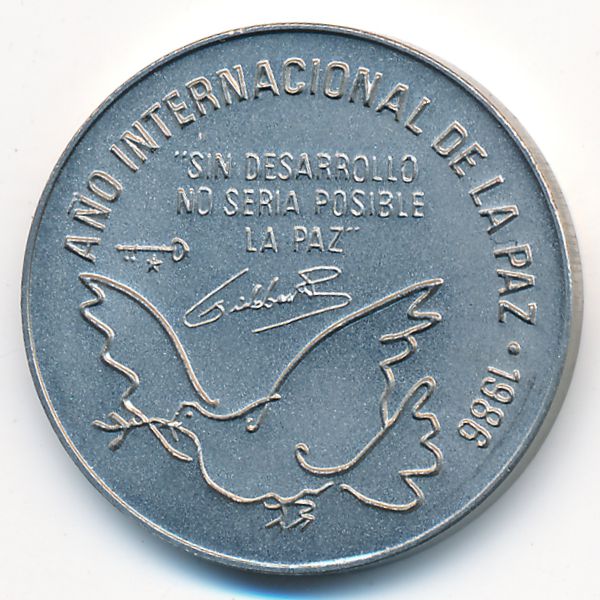 AÑO INTERNACIONAL DE LA PAZ · 1986
"SIN DESARROLLO
NO SERIA POSIBLE
LA PAZ"